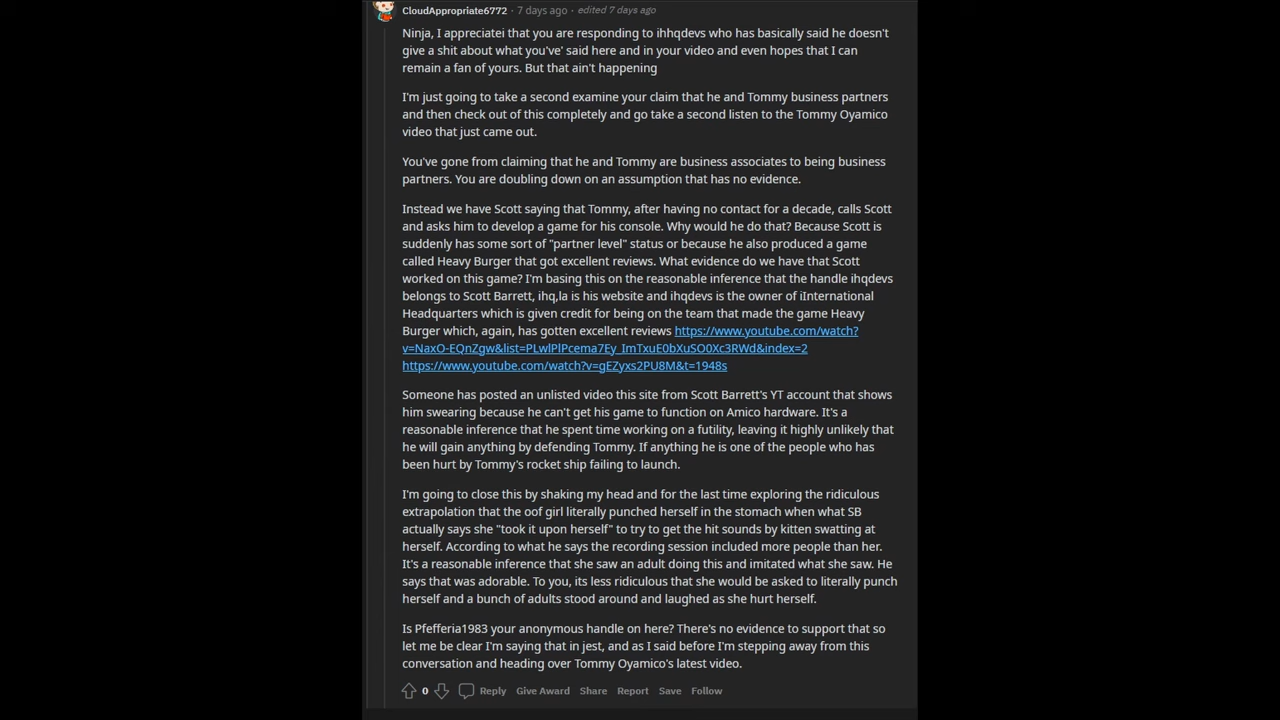 CloudAppropriate6772 · 7 days ago · edited 7 days ago
Ninja, I appreciatei that you are responding to ihhqdevs who has basically said he doesn't
give a shit about what you've' said here and in your video and even hopes that I can
remain a fan of yours. But that ain't happening
I'm just going to take a second examine your claim that he and Tommy business partners
and then check out of this completely and go take a second listen to the Tommy Oyamico
video that just came out.
You've gone from claiming that he and Tommy are business associates to being business
partners. You are doubling down on an assumption that has no evidence.
Instead we have Scott saying that Tommy, after having no contact for a decade, calls Scott
and asks him to develop a game for his console. Why would he do that? Because Scott is
suddenly has some sort of "partner level" status or because he also produced a game
called Heavy Burger that got excellent reviews. What evidence do we have that Scott
worked on this game? I'm basing this on the reasonable inference that the handle ihqdevs
belongs to Scott Barrett, ihq,la is his website and ihqdevs is the owner of iInternational
Headquarters which is given credit for being on the team that made the game Heavy
Burger which, again, has gotten excellent reviews https://www.youtube.com/watch?
v=NaxO-EQnZgw&list=PLwlPlPcema7Ey_ImTxuE0bXuSO0Xc3RWd&index=2
https://www.youtube.com/watch?v=gEZyxs2PU8M&t=1948s
Someone has posted an unlisted video this site from Scott Barrett's YT account that shows
him swearing because he can't get his game to function on Amico hardware. It's a
reasonable inference that he spent time working on a futility, leaving it highly unlikely that
he will gain anything by defending Tommy. If anything he is one of the people who has
been hurt by Tommy's rocket ship failing to launch.
I'm going to close this by shaking my head and for the last time exploring the ridiculous
extrapolation that the oof girl literally punched herself in the stomach when what SB
actually says she "took it upon herself" to try to get the hit sounds by kitten swatting at
herself. According to what he says the recording session included more people than her.
It's a reasonable inference that she saw an adult doing this and imitated what she saw. He
says that was adorable. To you, its less ridiculous that she would be asked to literally punch
herself and a bunch of adults stood around and laughed as she hurt herself.
Is Pfefferia1983 your anonymous handle on here? There's no evidence to support that so
let me be clear I'm saying that in jest, and as I said before I'm stepping away from this
conversation and heading over Tommy Oyamico's latest video.
0 Reply Give Award Share Report Save Follow